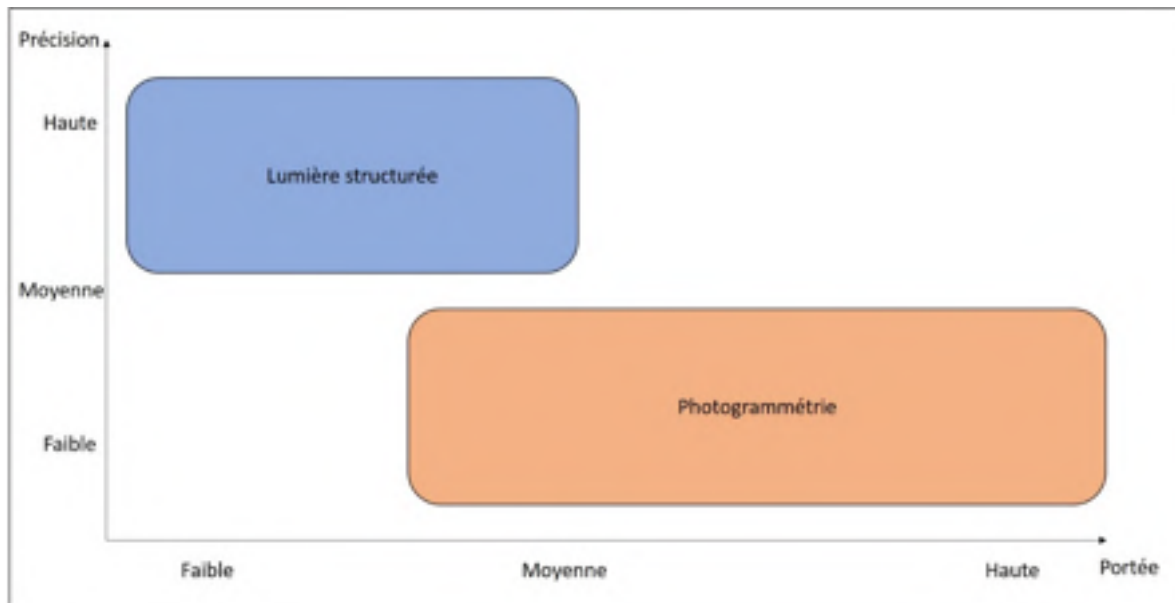 Précision
Haute
Lumière structurée
Moyenne
Photogrammétrie
Faible
Faible
Moyenne
Haute
Portée